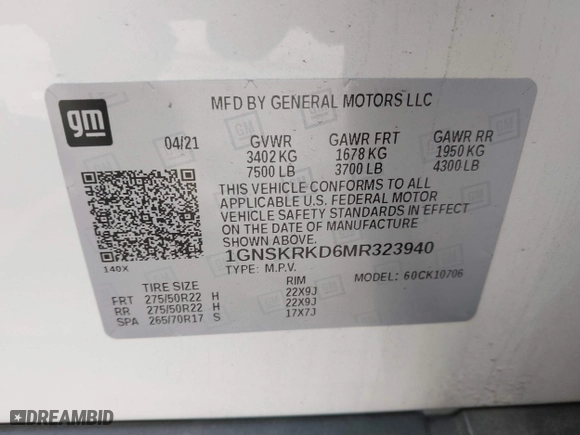 gm
MFD BY GENERAL MOTORS LLC
04/21 GVWR GAWR FRT GAWR RR
3402 KG 1678 KG 1950 KG
7500 LB 3700 LB 4300 LB
THIS VEHICLE CONFORMS TO ALL
APPLICABLE U.S. FEDERAL MOTOR
VEHICLE SAFETY STANDARDS IN EFFECT
ON THE DATE OF MANUFACTURE
SHOWN ABOVE.
140X
1GNSKRKD6MR323940
TYPE: M.P.V. MODEL: 60CK10706
TIRE SIZE RIM
FRT 275/50R22 H 22X9J
RR 275/50R22 H 22X9J
SPA 265/70R17 S 17X7J
DREAMBID